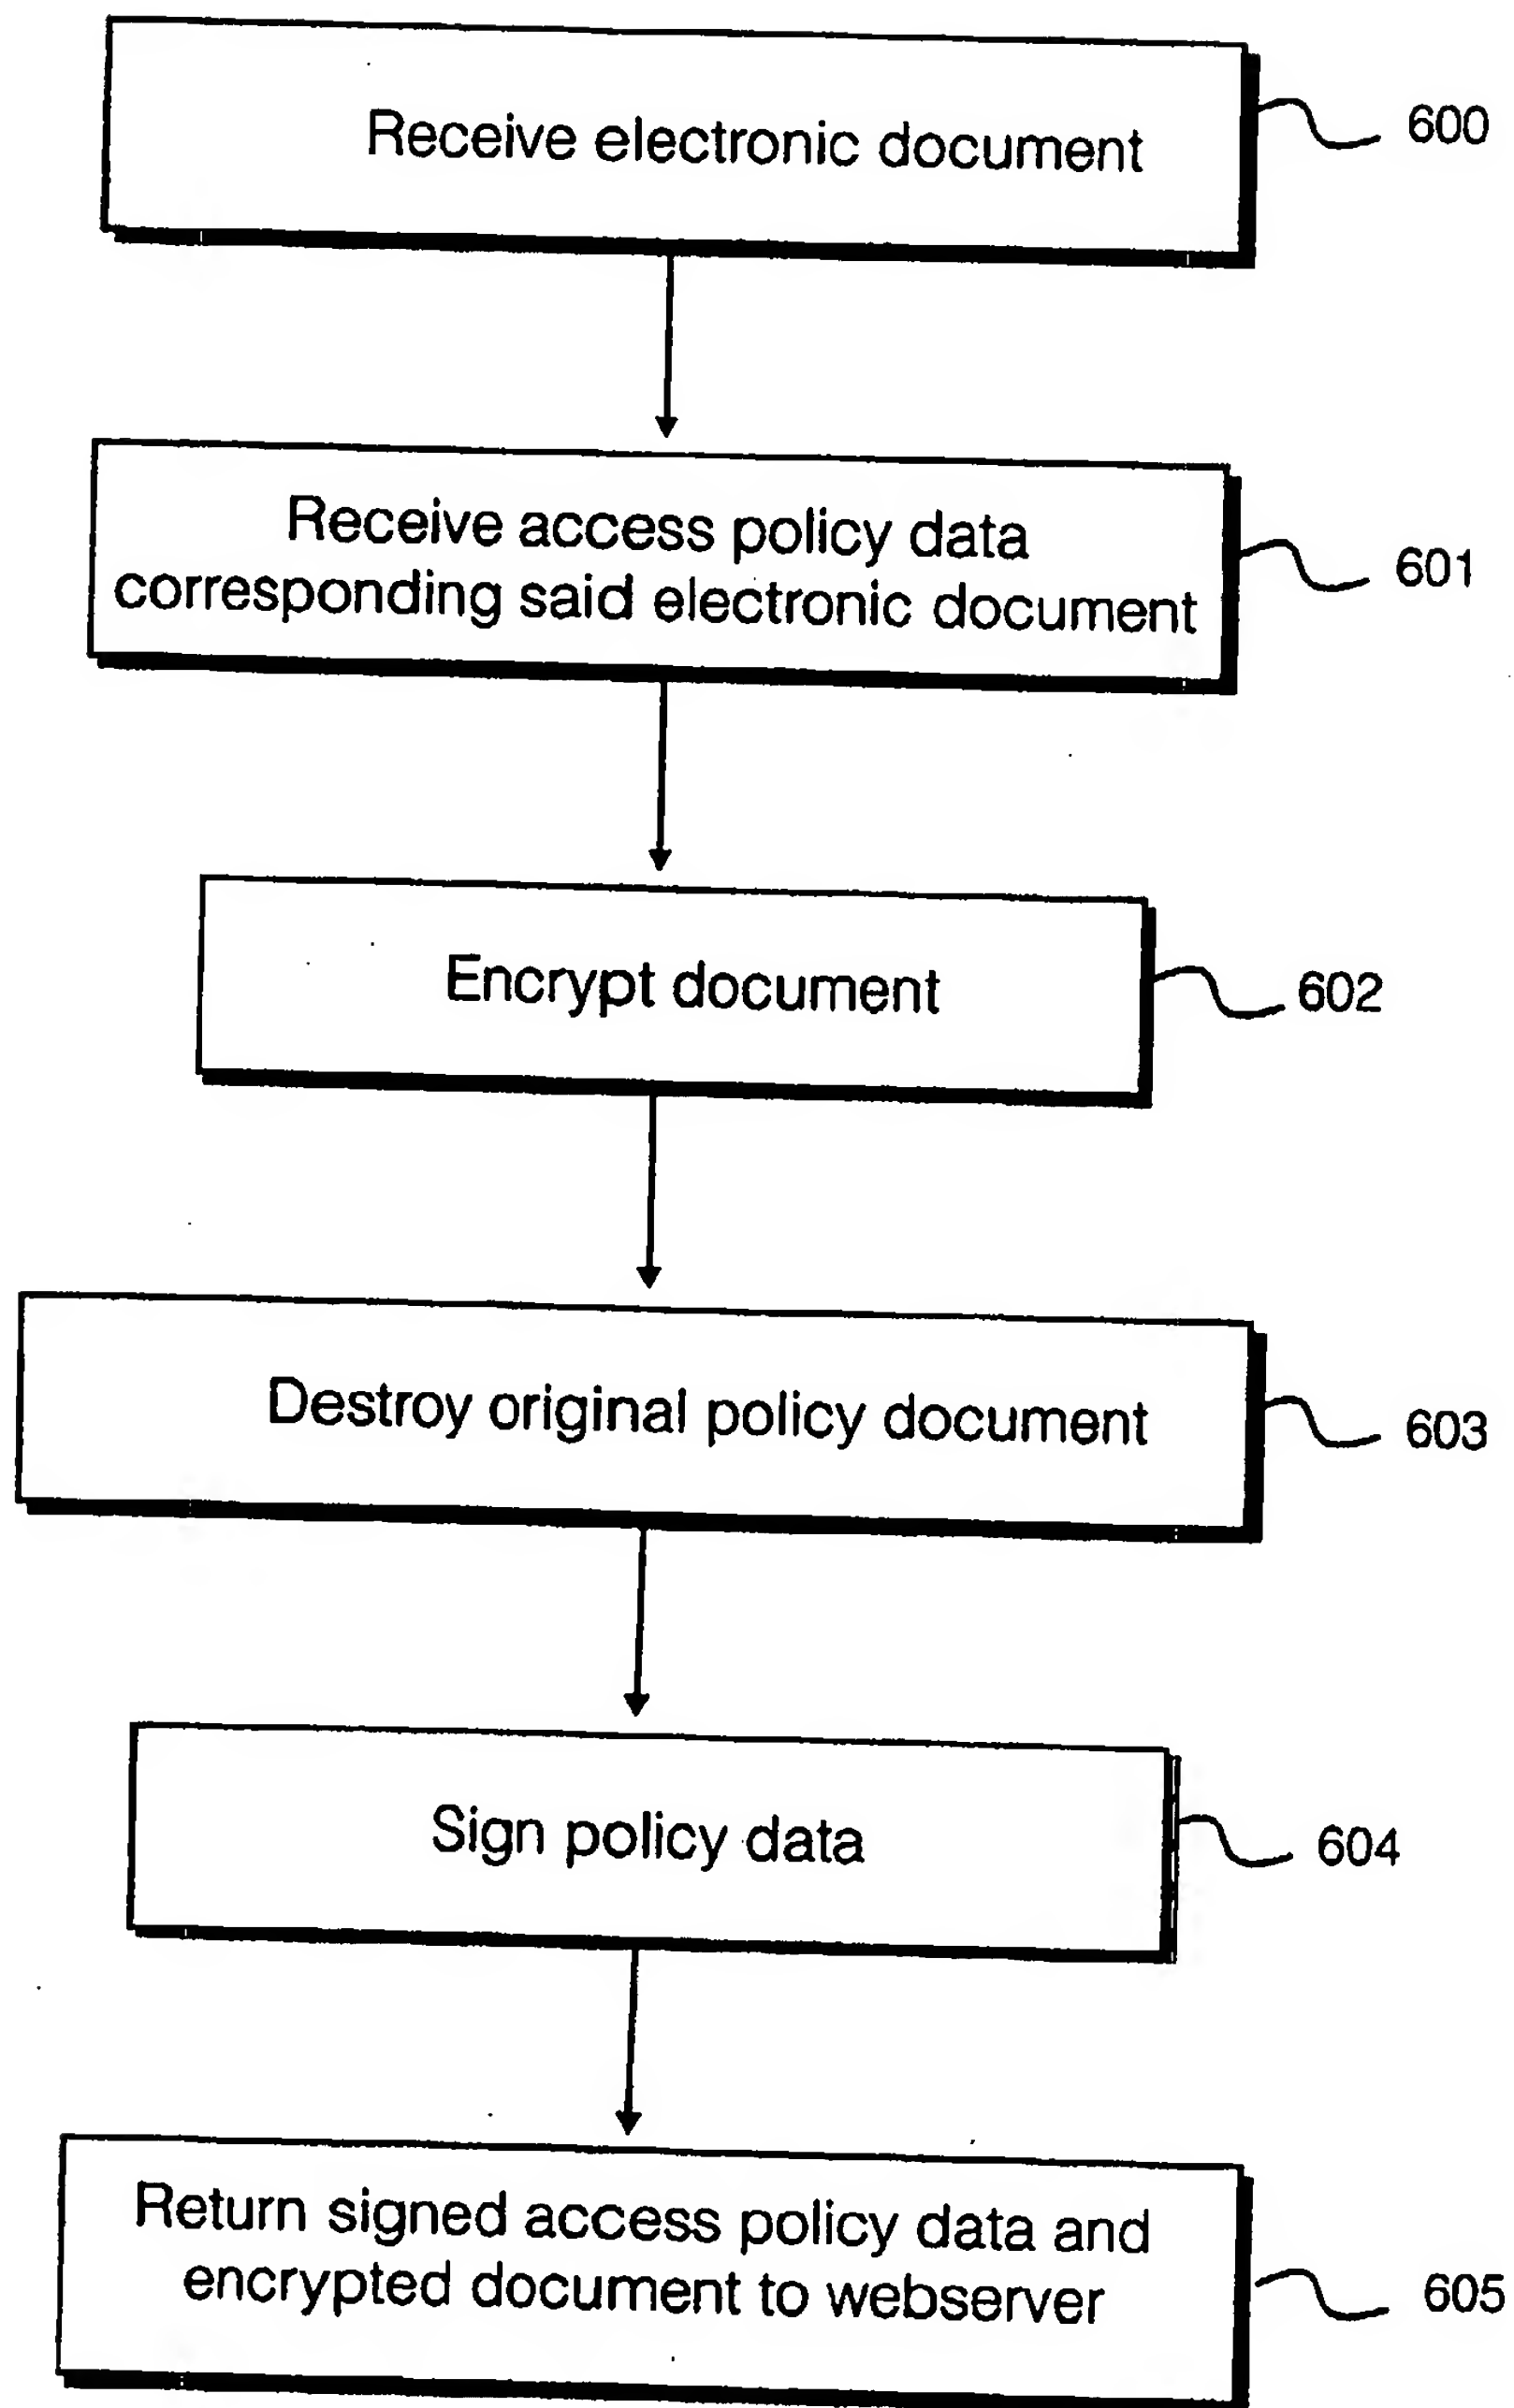 Receive electronic document
600
Receive access policy data
corresponding said electronic document
601
Encrypt document
602
Destroy original policy document
603
Sign policy data
604
Return signed access policy data and
encrypted document to webserver
605